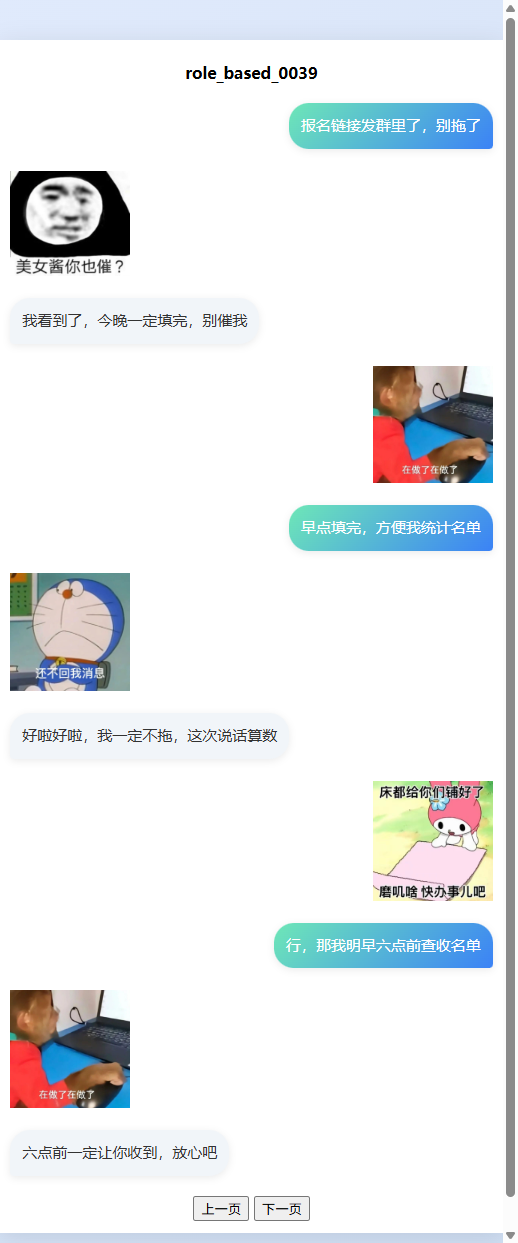 role_based_0039
报名链接发群里了，别拖了
美女酱你也催？
我看到了，今晚一定填完，别催我
在做了在做了
早点填完，方便我统计名单
还不回我消息
好啦好啦，我一定不拖，这次说话算数
床都给你们铺好了
磨叽啥 快办事儿吧
行，那我明早六点前查收名单
在做了在做了
六点前一定让你收到，放心吧
上一页 下一页